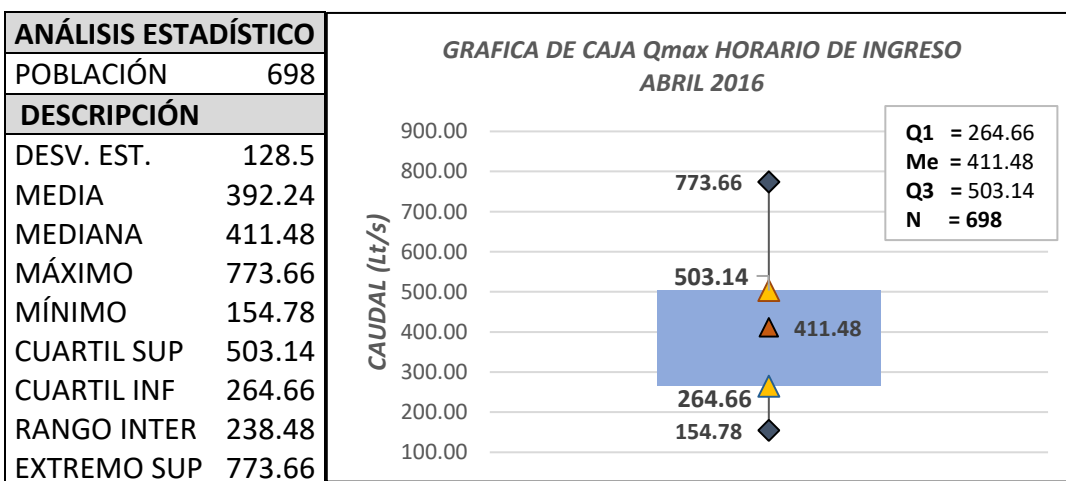 ANÁLISIS ESTADÍSTICO
POBLACIÓN 698
DESCRIPCIÓN
DESV. EST. 128.5
MEDIA 392.24
MEDIANA 411.48
MÁXIMO 773.66
MÍNIMO 154.78
CUARTIL SUP 503.14
CUARTIL INF 264.66
RANGO INTER 238.48
EXTREMO SUP 773.66
GRAFICA DE CAJA Qmax HORARIO DE INGRESO
ABRIL 2016
Q1 = 264.66
Me = 411.48
Q3 = 503.14
N = 698
CAUDAL (Lt/s)
900.00
800.00
700.00
600.00
500.00
400.00
300.00
200.00
100.00
773.66
503.14
411.48
264.66
154.78